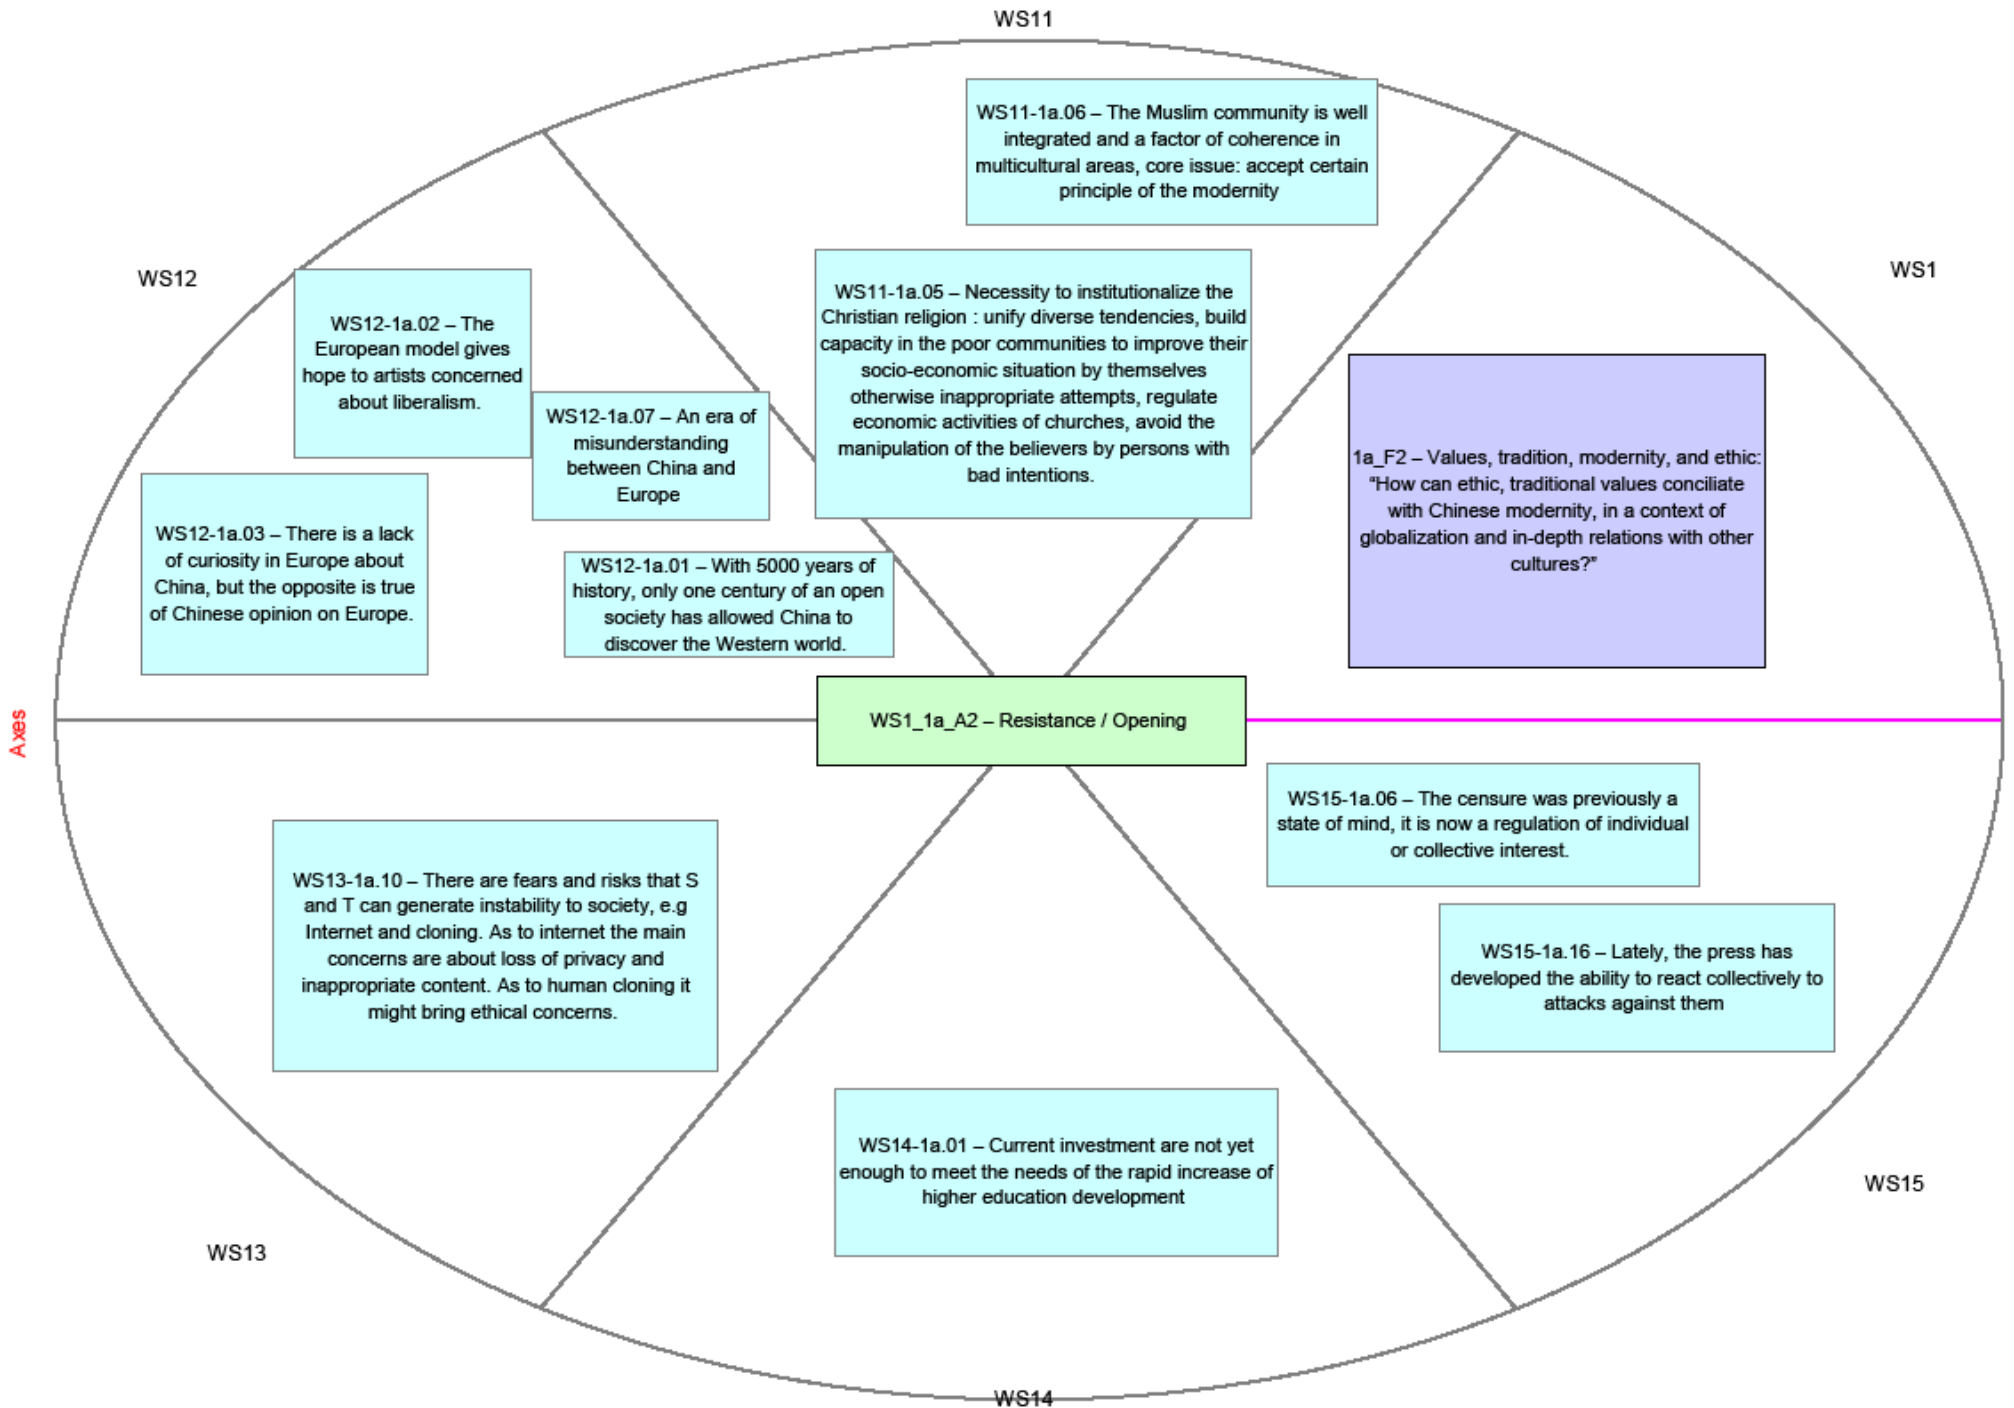 WS11
WS11-1a.06 – The Muslim community is well
integrated and a factor of coherence in
multicultural areas, core issue: accept certain
principle of the modernity
WS12
WS1
WS12-1a.02 – The
European model gives
hope to artists concerned
about liberalism.
WS11-1a.05 – Necessity to institutionalize the
Christian religion : unify diverse tendencies, build
capacity in the poor communities to improve their
socio-economic situation by themselves
otherwise inappropriate attempts, regulate
economic activities of churches, avoid the
manipulation of the believers by persons with
bad intentions.
WS12-1a.07 – An era of
misunderstanding
between China and
Europe
1a_F2 – Values, tradition, modernity, and ethic:
“How can ethic, traditional values conciliate
with Chinese modernity, in a context of
globalization and in-depth relations with other
cultures?”
WS12-1a.03 – There is a lack
of curiosity in Europe about
China, but the opposite is true
of Chinese opinion on Europe.
WS12-1a.01 – With 5000 years of
history, only one century of an open
society has allowed China to
discover the Western world.
Axes
WS1_1a_A2 – Resistance / Opening
WS15-1a.06 – The censure was previously a
state of mind, it is now a regulation of individual
or collective interest.
WS13-1a.10 – There are fears and risks that S
and T can generate instability to society, e.g
Internet and cloning. As to internet the main
concerns are about loss of privacy and
inappropriate content. As to human cloning it
might bring ethical concerns.
WS15-1a.16 – Lately, the press has
developed the ability to react collectively to
attacks against them
WS14-1a.01 – Current investment are not yet
enough to meet the needs of the rapid increase of
higher education development
WS15
WS13
WS14